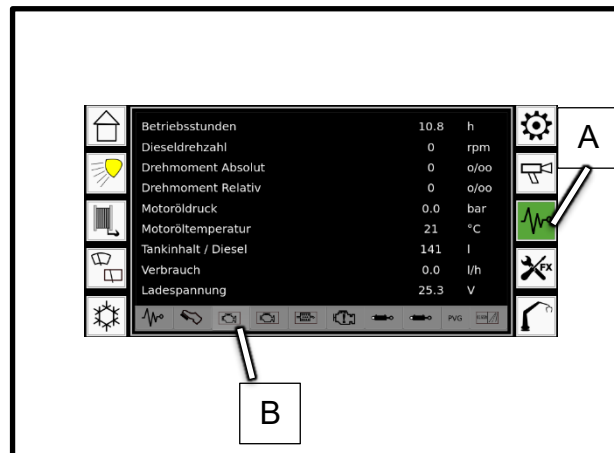 Betriebsstunden 10.8 h
Dieseldrehzahl 0 rpm
Drehmoment Absolut 0 o/oo
Drehmoment Relativ 0 o/oo
Motoröldruck 0.0 bar
Motoröltemperatur 21 °C
Tankinhalt / Diesel 141 l
Verbrauch 0.0 l/h
Ladespannung 25.3 V
PVG
FX
A
B